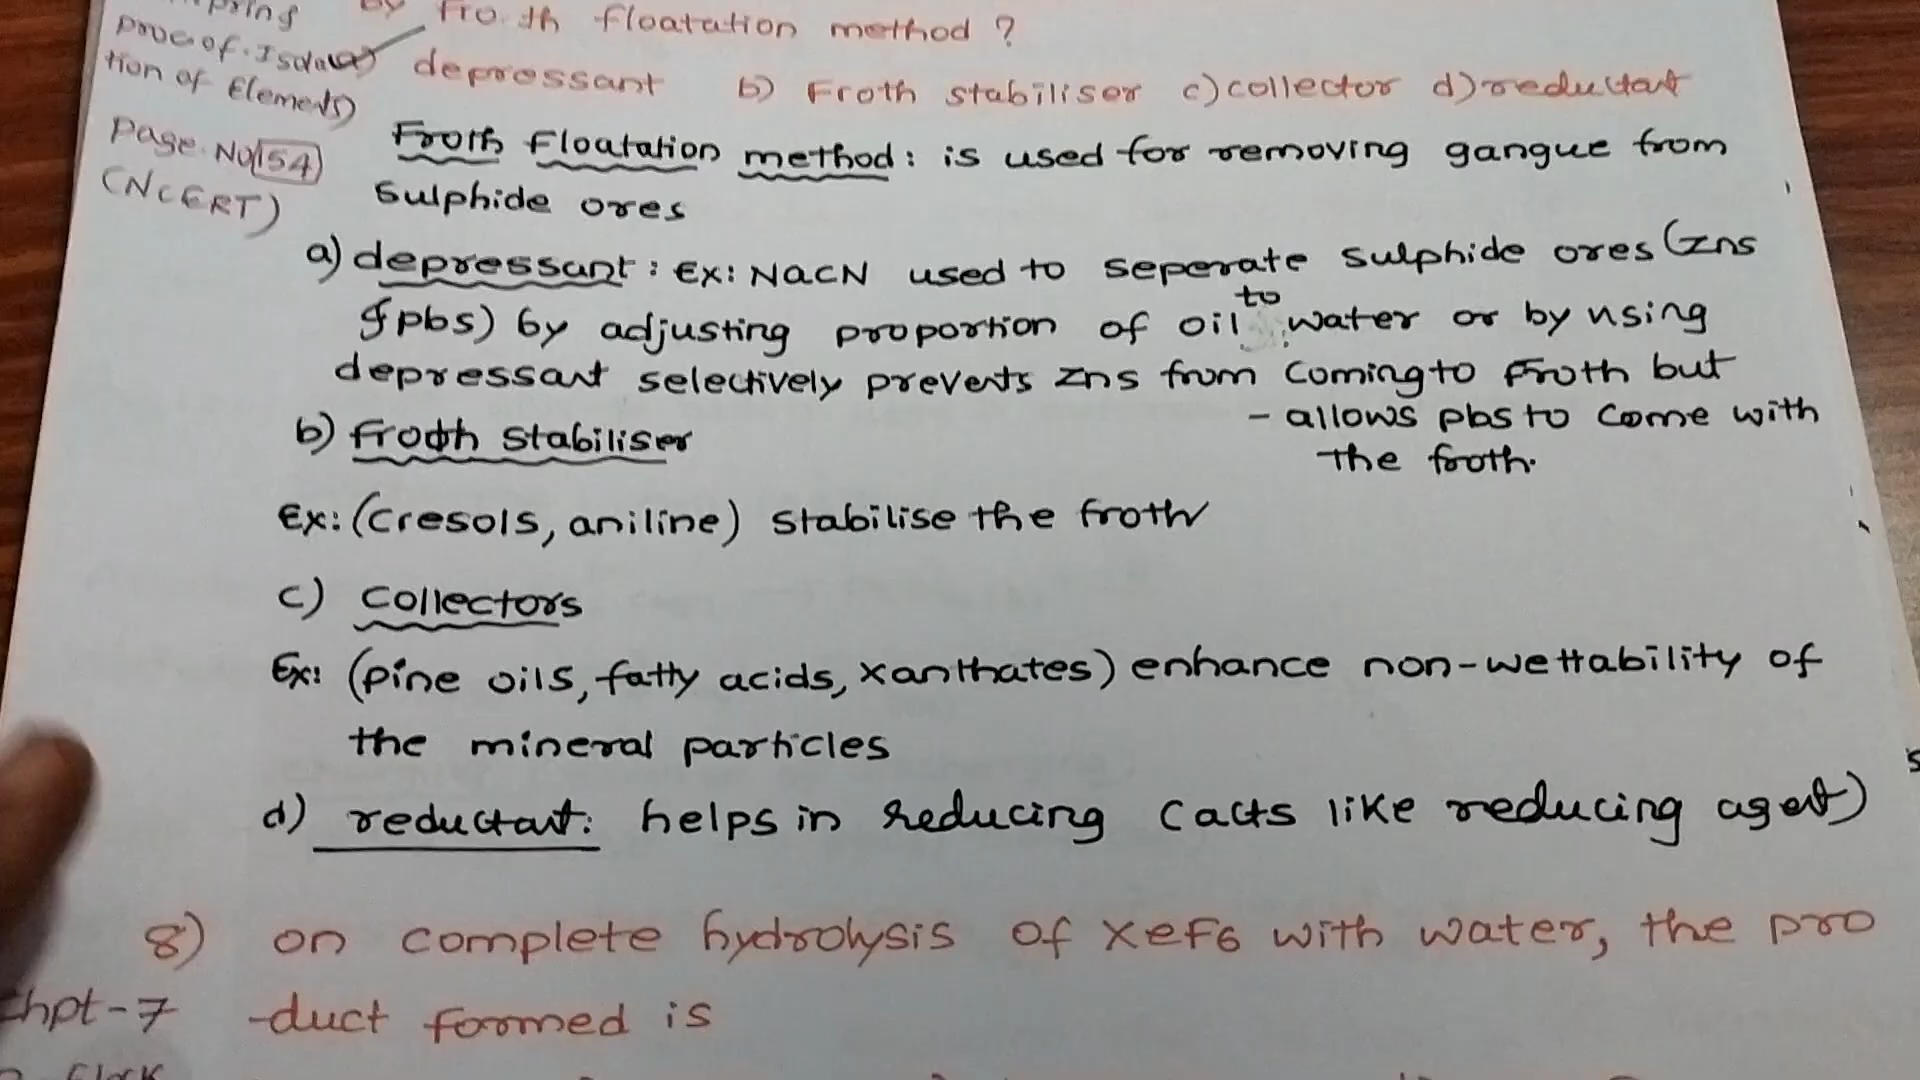 by Froth floatation method ?
proc of. Isola
tion of Elements)
Page No 154
(NCERT)
a) depressant b) Froth stabiliser c) collector d) reductant
Froth Floatation method : is used for removing gangue from
Sulphide ores
a) depressant : Ex: NaCN used to seperate sulphide ores (zns
& pbs) by adjusting proportion of oil to water or by using
depressant selectively prevents zns from coming to Froth but
- allows pbs to come with
the froth.
b) froth stabiliser
Ex: (cresols, aniline) stabilise the froth
c) collectors
Ex: (pine oils, fatty acids, xanthates) enhance non-wettability of
the mineral particles
d) reductant: helps in reducing (acts like reducing agent)
8) on complete hydrolysis of XeF6 with water, the pro
chpt-7 -duct formed is